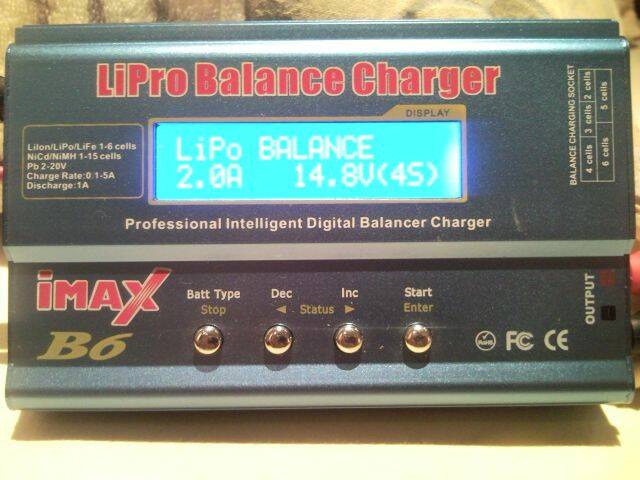 LiPro Balance Charger
DISPLAY
LiIon/LiPo/LiFe 1-6 cells
NiCd/NiMH 1-15 cells
Pb 2-20V
Charge Rate:0.1-5A
Discharge:1A
LiPo BALANCE
2.0A 14.8V(4S)
BALANCE CHARGING SOCKET
4 cells 3 cells 2 cells
6 cells 5 cells
Professional Intelligent Digital Balancer Charger
iMAX
B6
Batt Type Dec Inc Start
Stop ◄ Status ► Enter
RoHS FC CE
OUTPUT